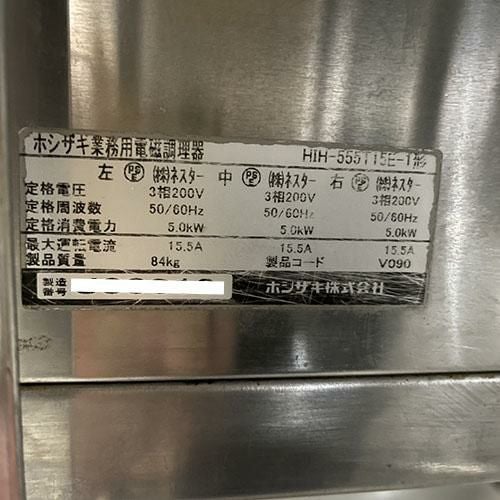 ホシザキ業務用電磁調理器 HIH-555T15E-1形
左 PSE (株)ネスター 中 PSE (株)ネスター 右 PSE (株)ネスター
定格電圧 3相200V 3相200V 3相200V
定格周波数 50/60Hz 50/60Hz 50/60Hz
定格消費電力 5.0kW 5.0kW 5.0kW
最大運転電流 15.5A 15.5A 15.5A
製品質量 84kg 製品コード V090
製造番号 ホシザキ株式会社